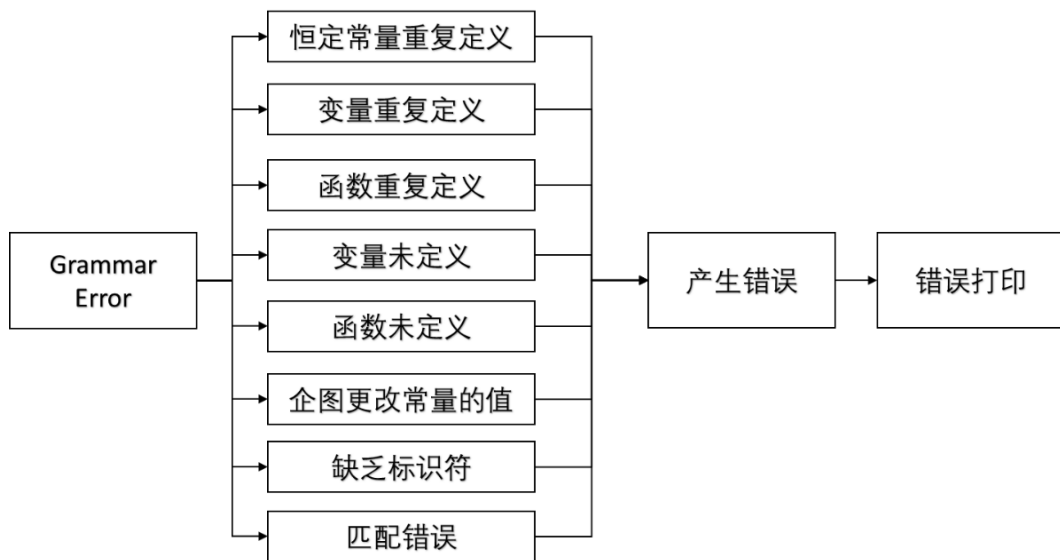 恒定常量重复定义
变量重复定义
函数重复定义
变量未定义
函数未定义
企图更改常量的值
缺乏标识符
匹配错误
Grammar
Error
产生错误
错误打印